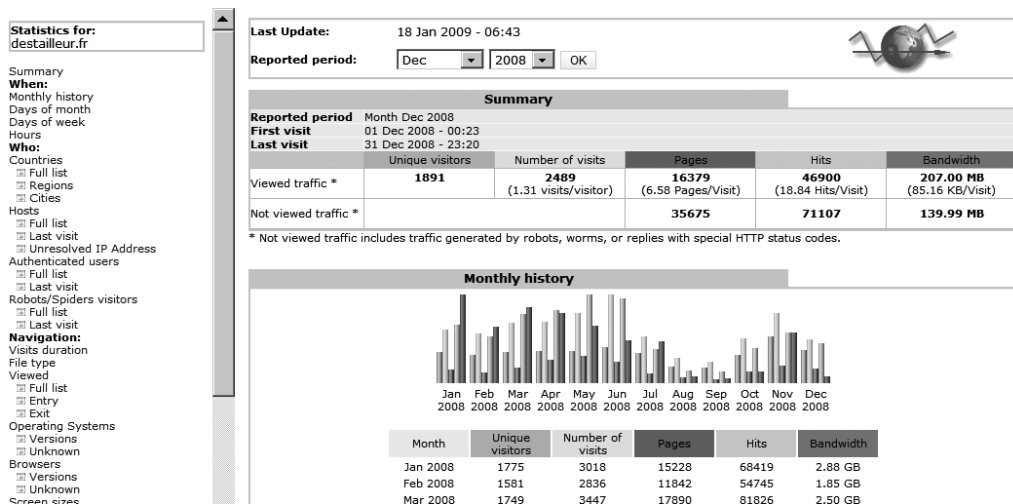 Statistics for:
destailleur.fr
Summary
When:
Monthly history
Days of month
Days of week
Hours
Who:
Countries
Full list
Regions
Cities
Hosts
Full list
Last visit
Unresolved IP Address
Authenticated users
Full list
Last visit
Robots/Spiders visitors
Full list
Last visit
Navigation:
Visits duration
File type
Viewed
Full list
Entry
Exit
Operating Systems
Versions
Unknown
Browsers
Versions
Unknown
Screen sizes
Last Update: 18 Jan 2009 - 06:43
Reported period: Dec 2008 OK
Summary
Reported period Month Dec 2008
First visit 01 Dec 2008 - 00:23
Last visit 31 Dec 2008 - 23:20
Unique visitors Number of visits Pages Hits Bandwidth
Viewed traffic * 1891 2489 16379 46900 207.00 MB
(1.31 visits/visitor) (6.58 Pages/Visit) (18.84 Hits/Visit) (85.16 KB/Visit)
Not viewed traffic * 35675 71107 139.99 MB
* Not viewed traffic includes traffic generated by robots, worms, or replies with special HTTP status codes.
Monthly history
Jan Feb Mar Apr May Jun Jul Aug Sep Oct Nov Dec
2008 2008 2008 2008 2008 2008 2008 2008 2008 2008 2008 2008
Month Unique visitors Number of visits Pages Hits Bandwidth
Jan 2008 1775 3018 15228 68419 2.88 GB
Feb 2008 1581 2836 11842 54745 1.85 GB
Mar 2008 1749 3447 17890 81826 2.50 GB